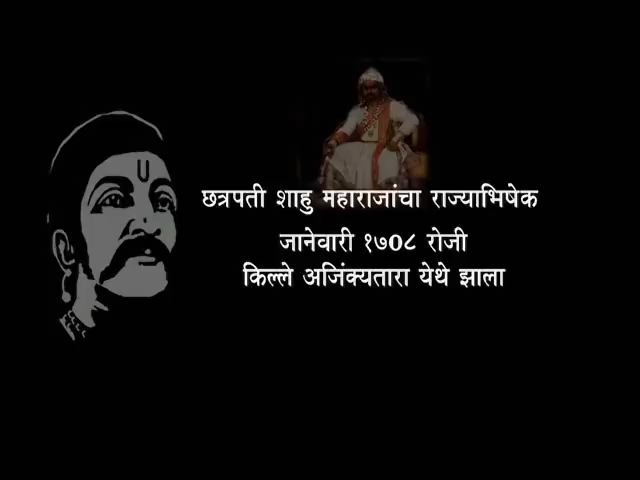 छत्रपती शाहु महाराजांचा राज्याभिषेक
जानेवारी १७०८ रोजी
किल्ले अजिंक्यतारा येथे झाला